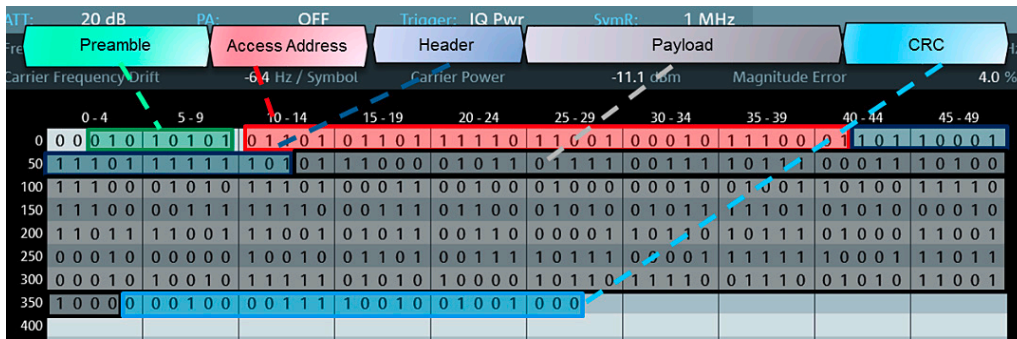 ATT: 20 dB PA: OFF Trigger: IQ Pwr SymR: 1 MHz
Preamble Access Address Header Payload CRC
Carrier Frequency Drift -6.4 Hz / Symbol Carrier Power -11.1 dBm Magnitude Error 4.0 %
0 - 4 5 - 9 10 - 14 15 - 19 20 - 24 25 - 29 30 - 34 35 - 39 40 - 44 45 - 49
0 0 0 0 1 0 1 0 1 0 1 0 1 1 0 0 1 1 0 1 1 1 0 1 1 0 0 1 0 0 0 1 0 1 1 0 0 1 0 1 1 0 0 0 1
50 1 1 1 0 1 1 1 1 1 1 1 0 1 0 1 1 0 0 0 0 0 1 1 0 1 0 0 1 1 1 0 0 1 1 1 0 1 0 1 0 1 1 0 0 0
100 1 1 1 0 0 0 1 0 1 0 1 1 1 0 1 0 0 0 1 1 0 0 1 0 0 0 1 0 0 0 0 0 0 1 0 0 1 0 0 1 1 0 1 0 0 1 1 1 1 0
150 1 1 1 0 0 0 0 1 1 1 1 1 1 1 0 0 0 1 1 1 0 1 1 0 0 0 1 0 1 0 0 1 0 1 1 1 1 1 0 1 0 1 0 1 0 0 0 0 1 0
200 1 1 0 1 1 0 0 1 1 1 0 0 1 1 0 0 0 1 1 1 0 0 1 1 0 0 0 0 0 1 1 0 1 1 0 1 0 1 1 1 0 1 0 1 1 0 1 1 0 1
250 0 0 0 1 0 0 0 0 0 0 0 0 1 0 1 0 1 1 1 0 1 0 1 1 1 1 0 1 1 1 0 0 0 0 1 1 1 1 1 1 1 0 0 0 1 1 0 0 1 1
300 0 0 0 1 0 1 0 0 0 0 1 1 0 0 1 0 1 0 1 0 1 1 0 0 0 1 0 1 1 1 1 1 1 1 0 1 0 1 1 0 1 0 1 0 1 1 1 0 0 1
350 1 0 0 0 0 0 0 1 0 0 0 0 1 1 1 1 0 0 1 0 0 1 0 0 1 0 0 0
400